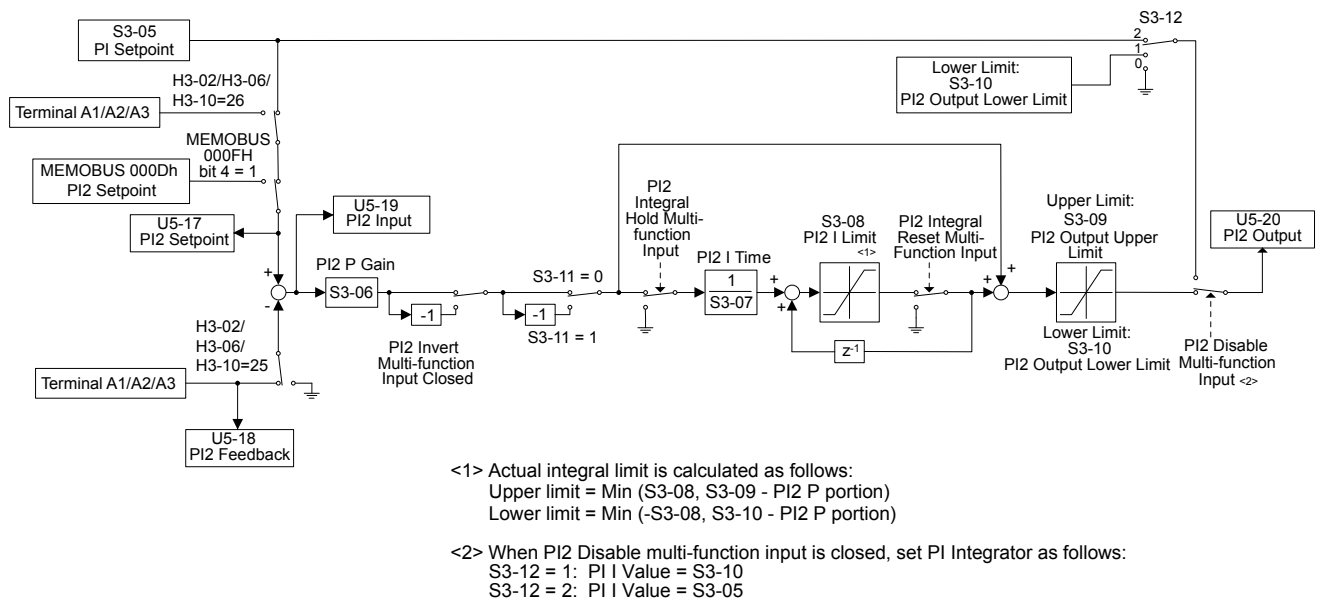 S3-05
PI Setpoint
S3-12
2
1
0
Lower Limit:
S3-10
PI2 Output Lower Limit
H3-02/H3-06/
H3-10=26
Terminal A1/A2/A3
MEMOBUS
000FH
bit 4 = 1
MEMOBUS 000Dh
PI2 Setpoint
U5-17
PI2 Setpoint
U5-19
PI2 Input
PI2
Integral
Hold Multi-
function
Input
S3-08
PI2 I Limit
<1>
PI2 Integral
Reset Multi-
Function Input
Upper Limit:
S3-09
PI2 Output Upper
Limit
U5-20
PI2 Output
+
-
PI2 P Gain
S3-06
-1
PI2 Invert
Multi-function
Input Closed
S3-11 = 0
-1
S3-11 = 1
PI2 I Time
1
S3-07
+
+
z-1
+
+
Lower Limit:
S3-10
PI2 Output Lower Limit
PI2 Disable
Multi-function
Input <2>
H3-02/
H3-06/
H3-10=25
Terminal A1/A2/A3
U5-18
PI2 Feedback
<1> Actual integral limit is calculated as follows:
Upper limit = Min (S3-08, S3-09 - PI2 P portion)
Lower limit = Min (-S3-08, S3-10 - PI2 P portion)
<2> When PI2 Disable multi-function input is closed, set PI Integrator as follows:
S3-12 = 1: PI I Value = S3-10
S3-12 = 2: PI I Value = S3-05